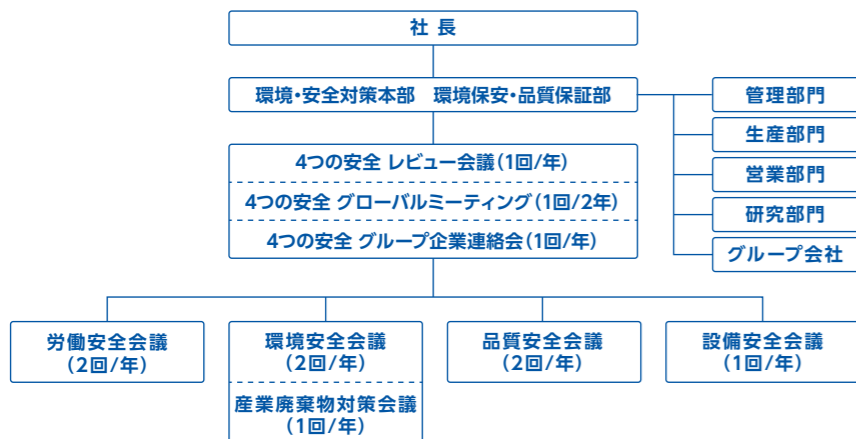 社 長
環境・安全対策本部　環境保安・品質保証部
管理部門
生産部門
営業部門
研究部門
グループ会社
4つの安全 レビュー会議(1回/年)
4つの安全 グローバルミーティング(1回/2年)
4つの安全 グループ企業連絡会(1回/年)
労働安全会議
(2回/年)
環境安全会議
(2回/年)
産業廃棄物対策会議
(1回/年)
品質安全会議
(2回/年)
設備安全会議
(1回/年)